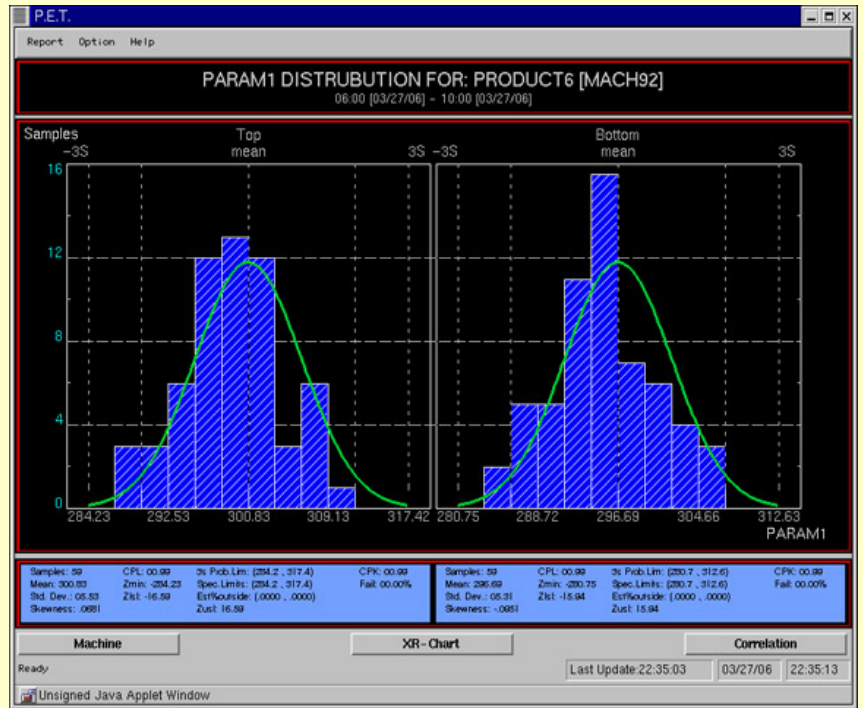 P.E.T.
Report Option Help
PARAM1 DISTRUBUTION FOR: PRODUCT6 [MACH92]
06:00 [03/27/06] - 10:00 [03/27/06]
Samples Top Bottom
-3S mean 3S -3S mean 3S
16
12
8
4
0
284.23 292.53 300.83 309.13 317.42 280.75 288.72 296.69 304.66 312.63
PARAM1
Samples: 59 CPL: 00.99 3s Prob.Lim: (284.2 , 317.4) CPK: 00.99
Mean: 300.83 Zmin: -284.23 Spec.Limits: (284.2 , 317.4) Fail: 00.00%
Std. Dev.: 05.53 Zlsl: -16.59 Est%outside: (.0000 , .0000)
Skewness: .0681 Zusl: 16.59
Samples: 59 CPL: 00.99 3s Prob.Lim: (280.7 , 312.6) CPK: 00.99
Mean: 296.69 Zmin: -280.75 Spec.Limits: (280.7 , 312.6) Fail: 00.00%
Std. Dev.: 05.31 Zlsl: -15.94 Est%outside: (.0000 , .0000)
Skewness: -.0951 Zusl: 15.94
Machine XR-Chart Correlation
Ready Last Update:22:35:03 03/27/06 22:35:13
Unsigned Java Applet Window